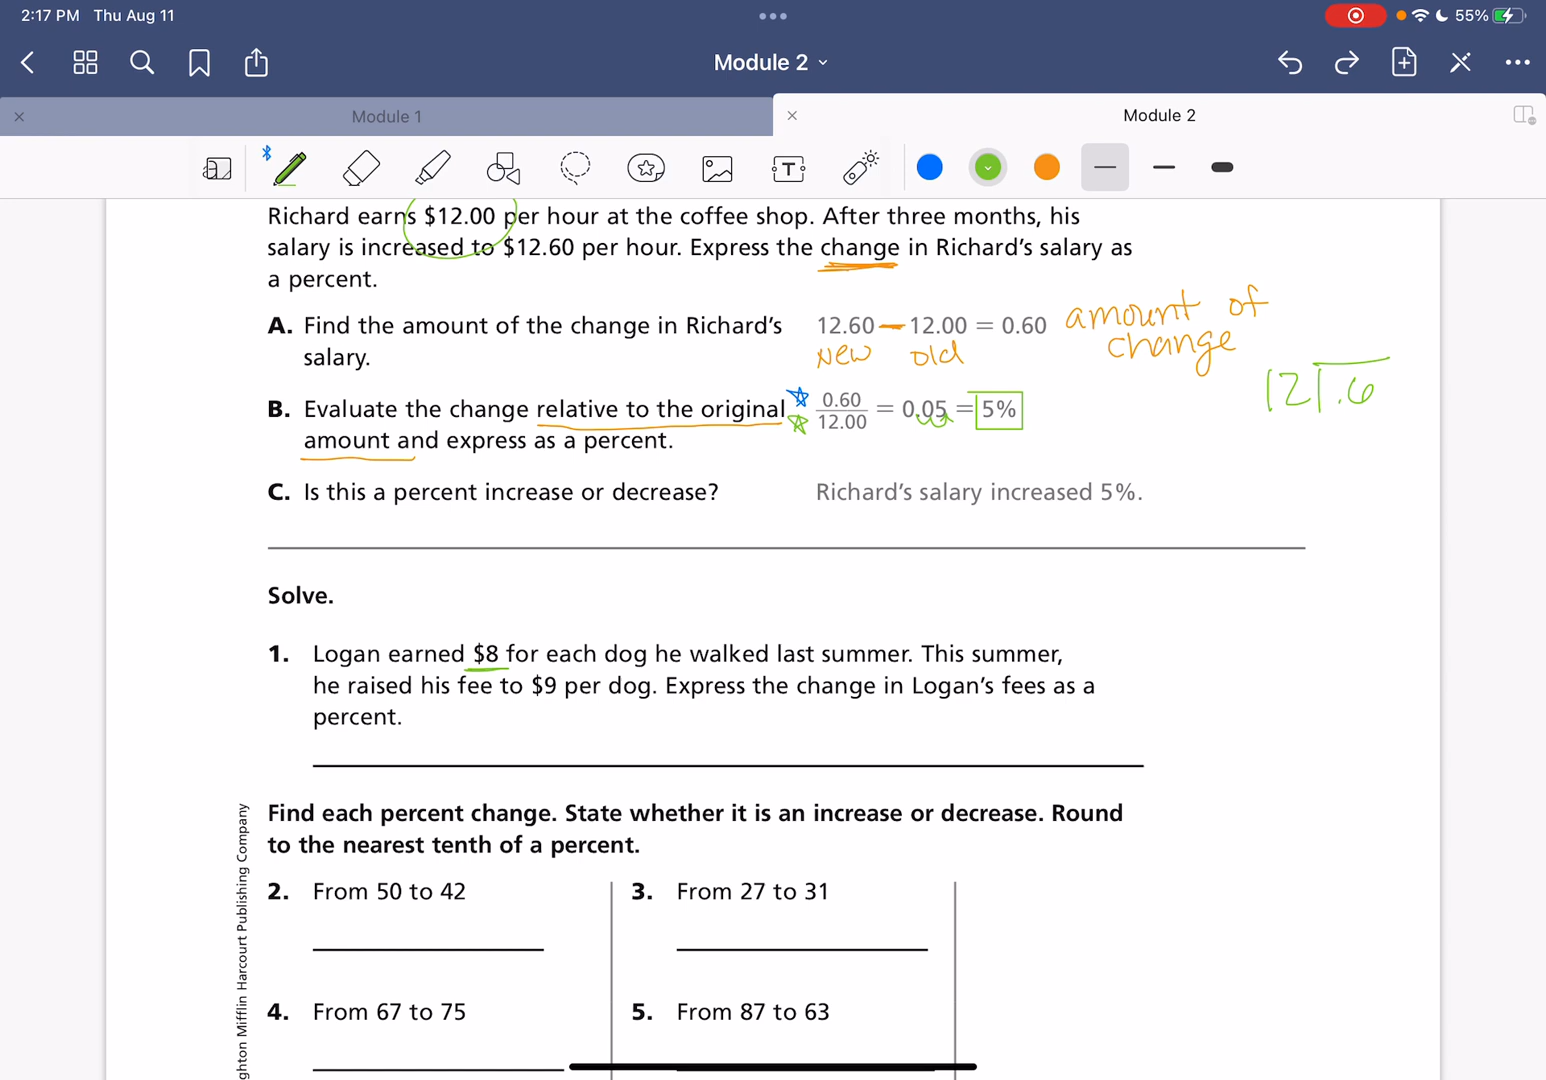 2:17 PM Thu Aug 11
55%
Module 2
Module 1
Module 2
T
Richard earns $12.00 per hour at the coffee shop. After three months, his
salary is increased to $12.60 per hour. Express the change in Richard's salary as
a percent.
A. Find the amount of the change in Richard's
salary.
12.60 – 12.00 = 0.60
New Old
amount of
change
12 .6
B. Evaluate the change relative to the original
amount and express as a percent.
0.60
12.00
= 0.05 = 5%
C. Is this a percent increase or decrease?
Richard's salary increased 5%.
Solve.
1. Logan earned $8 for each dog he walked last summer. This summer,
he raised his fee to $9 per dog. Express the change in Logan's fees as a
percent.
Find each percent change. State whether it is an increase or decrease. Round
to the nearest tenth of a percent.
2. From 50 to 42
3. From 27 to 31
4. From 67 to 75
5. From 87 to 63
ghton Mifflin Harcourt Publishing Company